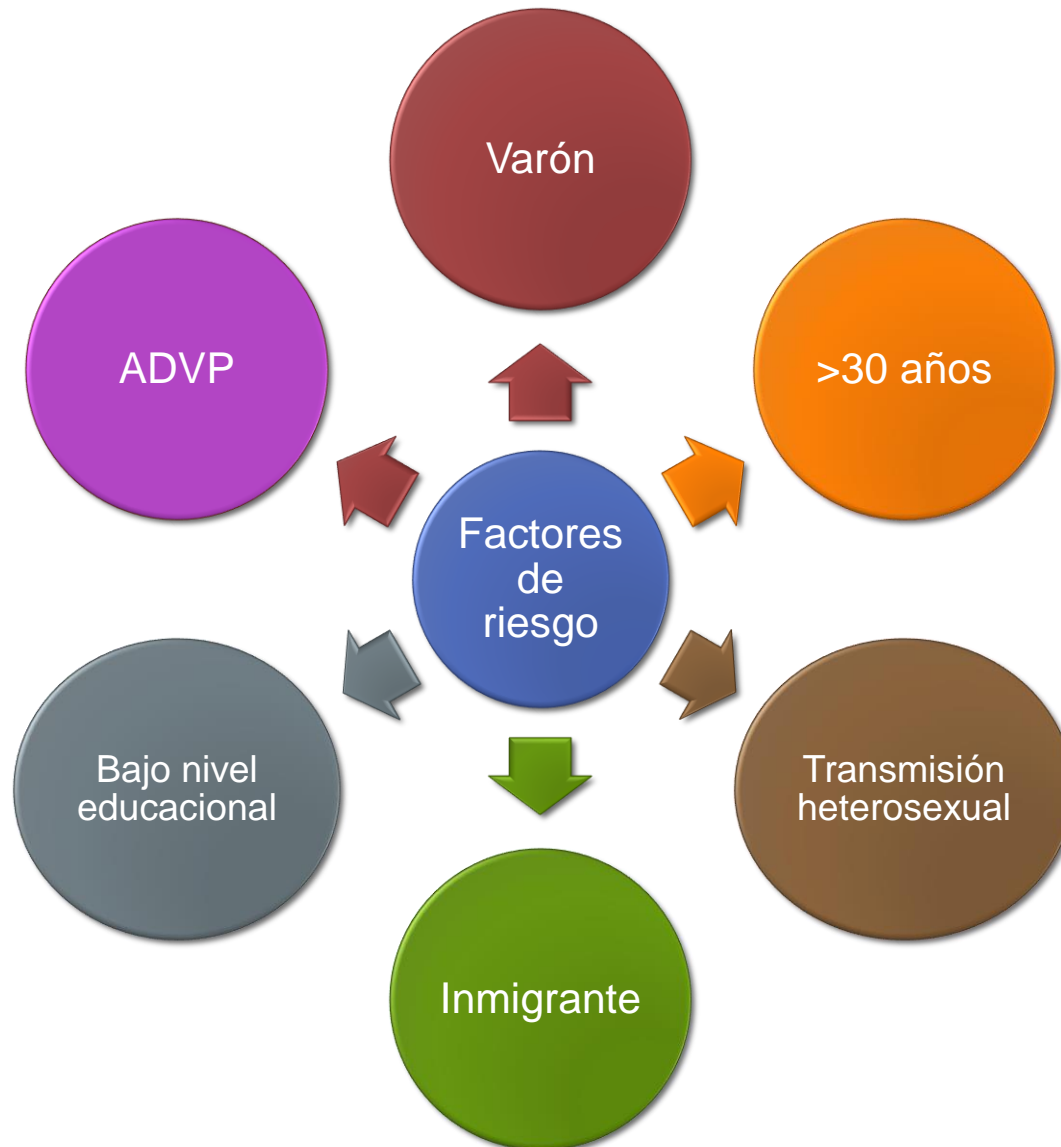 Varón
ADVP
>30 años
Factores
de
riesgo
Bajo nivel
educacional
Transmisión
heterosexual
Inmigrante